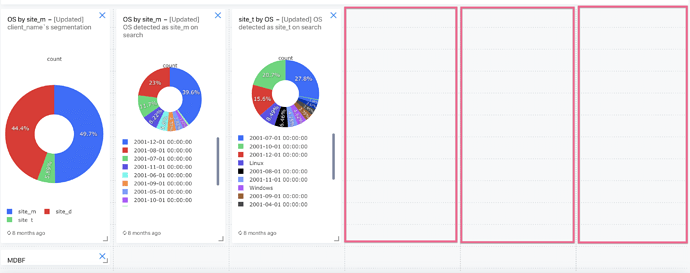 OS by site_m – [Updated]
client_name`s segmentation
count
44.4%
49.7%
site_m
site_d
site_t
8 months ago
OS by site_m – [Updated]
OS detected as site_m on
search
count
23%
39.6%
2001-12-01 00:00:00
2001-08-01 00:00:00
2001-07-01 00:00:00
2001-11-01 00:00:00
2001-06-01 00:00:00
2001-09-01 00:00:00
2001-05-01 00:00:00
2001-10-01 00:00:00
8 months ago
site_t by OS – [Updated] OS
detected as site_t on search
count
27.8%
15.6%
2001-07-01 00:00:00
2001-10-01 00:00:00
2001-12-01 00:00:00
Linux
2001-08-01 00:00:00
2001-11-01 00:00:00
Windows
2001-09-01 00:00:00
2001-04-01 00:00:00
8 months ago
MDBF